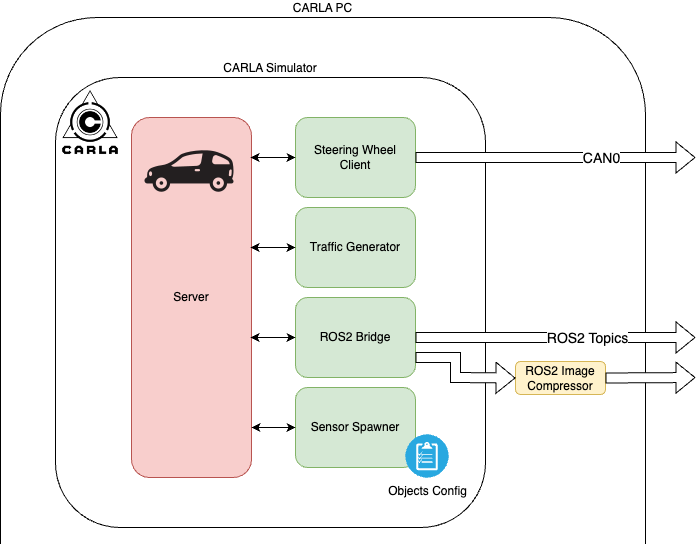 CARLA PC
CARLA Simulator
CARLA
Steering Wheel
Client
CAN0
Traffic Generator
Server
ROS2 Bridge
ROS2 Topics
ROS2 Image
Compressor
Sensor Spawner
Objects Config